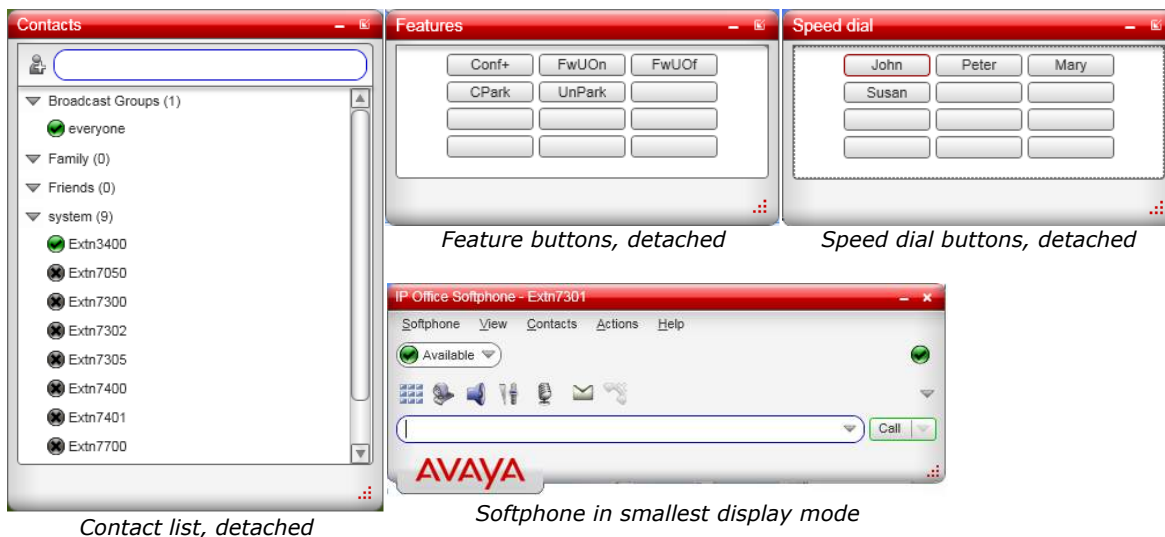 Contacts
Broadcast Groups (1)
everyone
Family (0)
Friends (0)
system (9)
Extn3400
Extn7050
Extn7300
Extn7302
Extn7305
Extn7400
Extn7401
Extn7700
Contact list, detached
Features
Conf+ FwUOn FwUOf
CPark UnPark
Feature buttons, detached
Speed dial
John Peter Mary
Susan
Speed dial buttons, detached
IP Office Softphone - Extn7301
Softphone View Contacts Actions Help
Available
Call
AVAYA
Softphone in smallest display mode